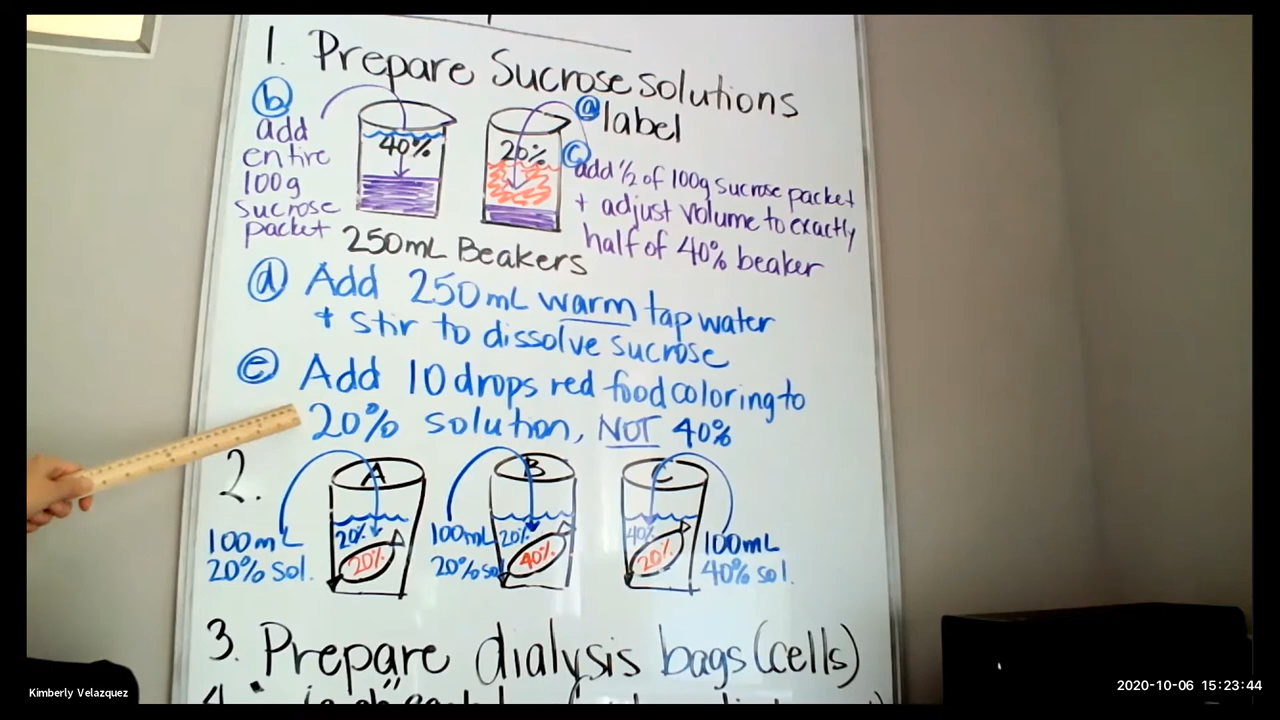 1. Prepare Sucrose solutions
b
add
entire
100g
sucrose
packet
40%
20%
a label
c add 1/2 of 100g sucrose packet
+ adjust volume to exactly
half of 40% beaker
250mL Beakers
d Add 250mL warm tap water
+ stir to dissolve sucrose
e Add 10 drops red food coloring to
20% solution, NOT 40%
2.
A
100mL
20% sol.
20%
20%
B
100mL
20% sol
20%
40%
C
40%
20%
100mL
40% sol.
3. Prepare dialysis bags (cells)
4.
Kimberly Velazquez
2020-10-06 15:23:44